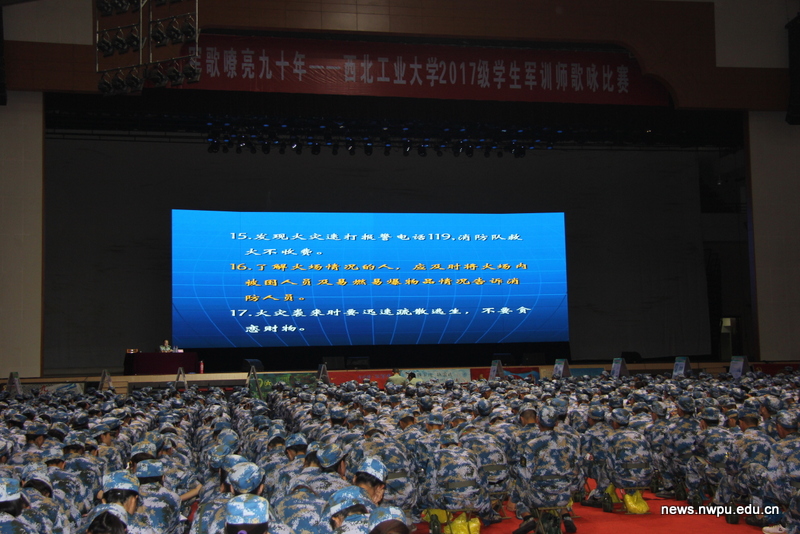 军歌嘹亮九十年——西北工业大学2017级学生军训师歌咏比赛
15.发现火灾速打报警电话119,消防队救
火不收费。
16.了解火场情况的人，应及时将火场内
被困人员及易燃易爆物品情况告诉消
防人员。
17.火灾袭来时要迅速疏散逃生，不要贪
恋财物。
news.nwpu.edu.cn